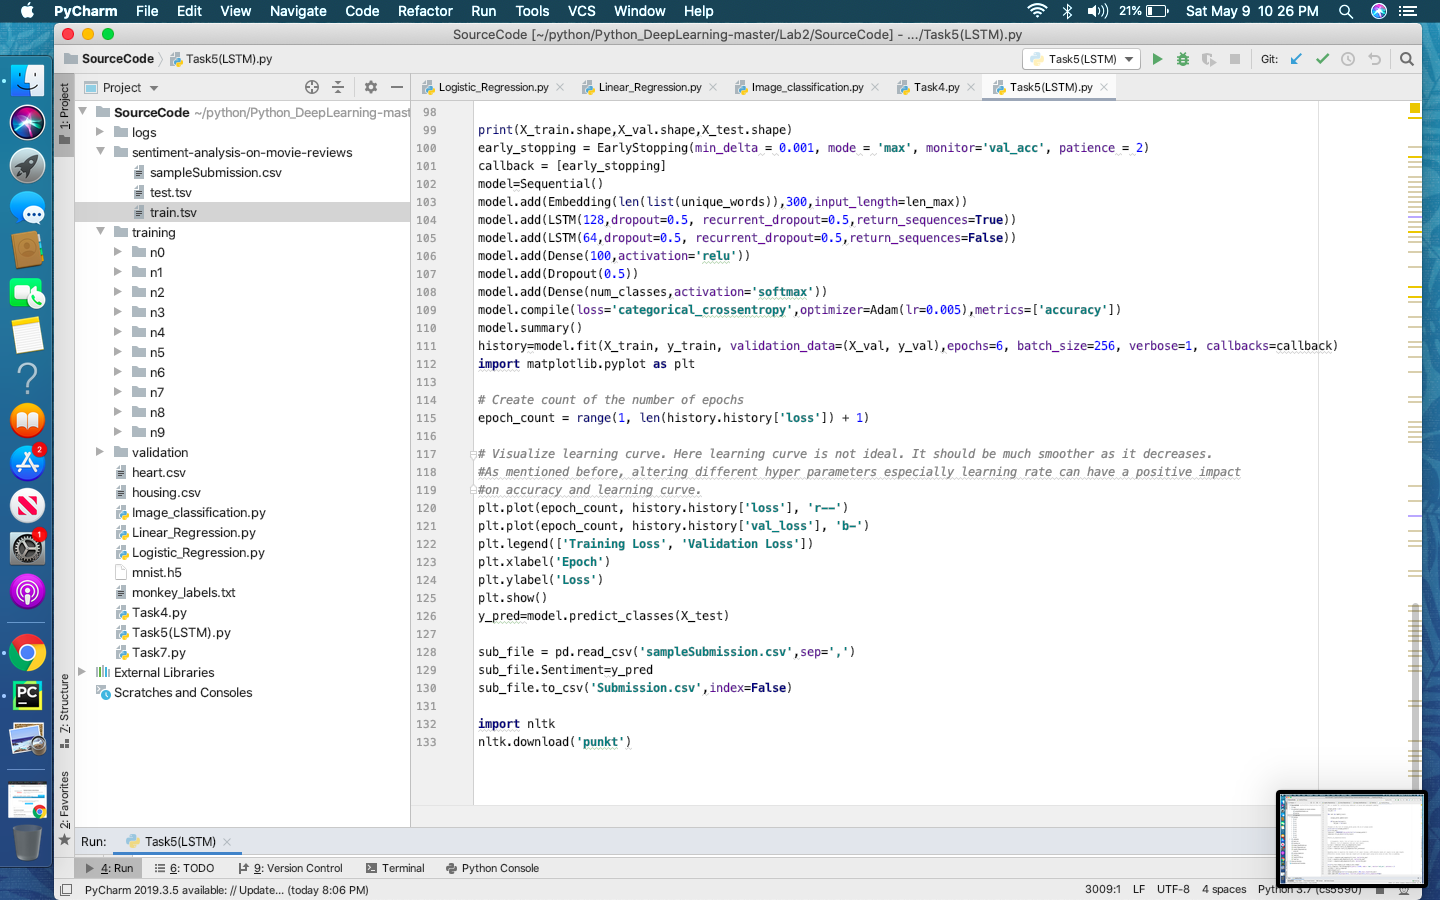 PyCharm File Edit View Navigate Code Refactor Run Tools VCS Window Help 21% Sat May 9 10 26 PM
SourceCode [~/python/Python_DeepLearning-master/Lab2/SourceCode] - .../Task5(LSTM).py
SourceCode Task5(LSTM).py Task5(LSTM) Git:
1: Project
Project
Logistic_Regression.py Linear_Regression.py Image_classification.py Task4.py Task5(LSTM).py
SourceCode ~/python/Python_DeepLearning-mast
logs
sentiment-analysis-on-movie-reviews
sampleSubmission.csv
test.tsv
train.tsv
training
n0
n1
n2
n3
n4
n5
n6
n7
n8
n9
validation
heart.csv
housing.csv
Image_classification.py
Linear_Regression.py
Logistic_Regression.py
mnist.h5
monkey_labels.txt
Task4.py
Task5(LSTM).py
Task7.py
External Libraries
Scratches and Consoles
98
99 print(X_train.shape,X_val.shape,X_test.shape)
100 early_stopping = EarlyStopping(min_delta = 0.001, mode = 'max', monitor='val_acc', patience = 2)
101 callback = [early_stopping]
102 model=Sequential()
103 model.add(Embedding(len(list(unique_words)),300,input_length=len_max))
104 model.add(LSTM(128,dropout=0.5, recurrent_dropout=0.5,return_sequences=True))
105 model.add(LSTM(64,dropout=0.5, recurrent_dropout=0.5,return_sequences=False))
106 model.add(Dense(100,activation='relu'))
107 model.add(Dropout(0.5))
108 model.add(Dense(num_classes,activation='softmax'))
109 model.compile(loss='categorical_crossentropy',optimizer=Adam(lr=0.005),metrics=['accuracy'])
110 model.summary()
111 history=model.fit(X_train, y_train, validation_data=(X_val, y_val),epochs=6, batch_size=256, verbose=1, callbacks=callback)
112 import matplotlib.pyplot as plt
113
114 # Create count of the number of epochs
115 epoch_count = range(1, len(history.history['loss']) + 1)
116
117 # Visualize learning curve. Here learning curve is not ideal. It should be much smoother as it decreases.
118 #As mentioned before, altering different hyper parameters especially learning rate can have a positive impact
119 #on accuracy and learning curve.
120 plt.plot(epoch_count, history.history['loss'], 'r--')
121 plt.plot(epoch_count, history.history['val_loss'], 'b-')
122 plt.legend(['Training Loss', 'Validation Loss'])
123 plt.xlabel('Epoch')
124 plt.ylabel('Loss')
125 plt.show()
126 y_pred=model.predict_classes(X_test)
127
128 sub_file = pd.read_csv('sampleSubmission.csv',sep=',')
129 sub_file.Sentiment=y_pred
130 sub_file.to_csv('Submission.csv',index=False)
131
132 import nltk
133 nltk.download('punkt')
Z: Structure
2: Favorites
2
1
PC
Run: Task5(LSTM)
4: Run 6: TODO 9: Version Control Terminal Python Console
PyCharm 2019.3.5 available: // Update... (today 8:06 PM) 3009:1 LF UTF-8 4 spaces Python 3.7 (cs5590)